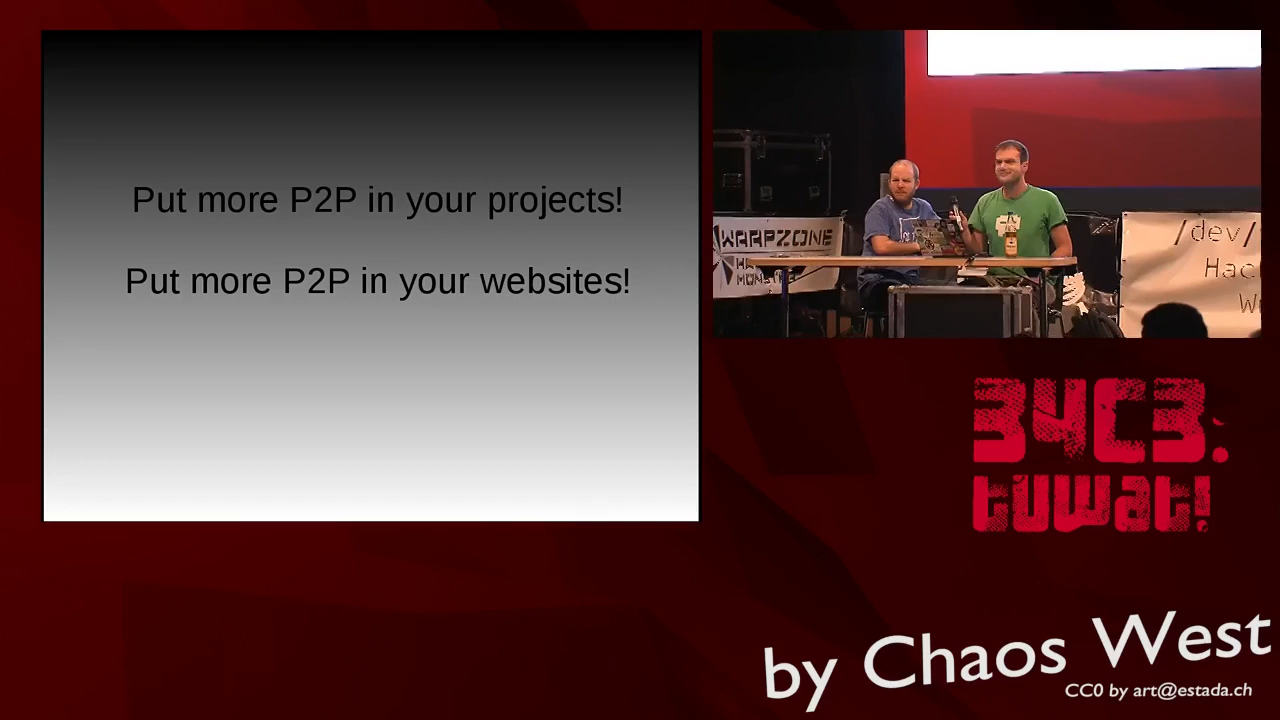 Put more P2P in your projects!
Put more P2P in your websites!
WARPZONE
/dev/
Hac
34C3:
tuwat!
by Chaos West
CC0 by art@estada.ch